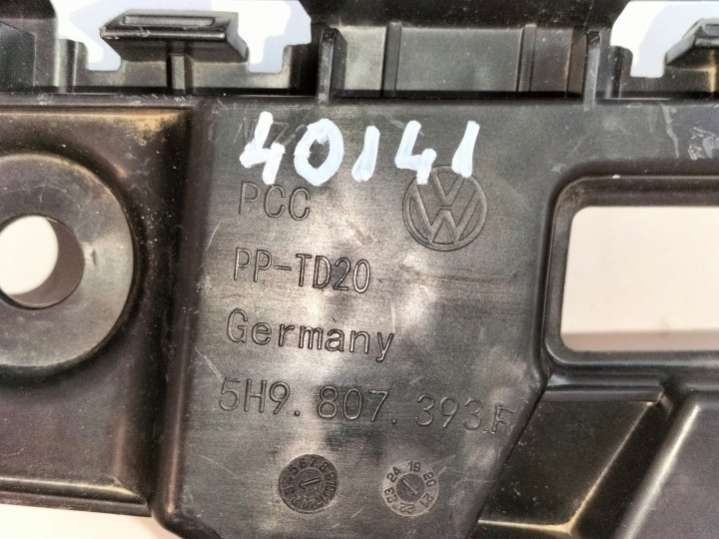 40141
PCC
PP-TD20
Germany
5H9.807.393.F